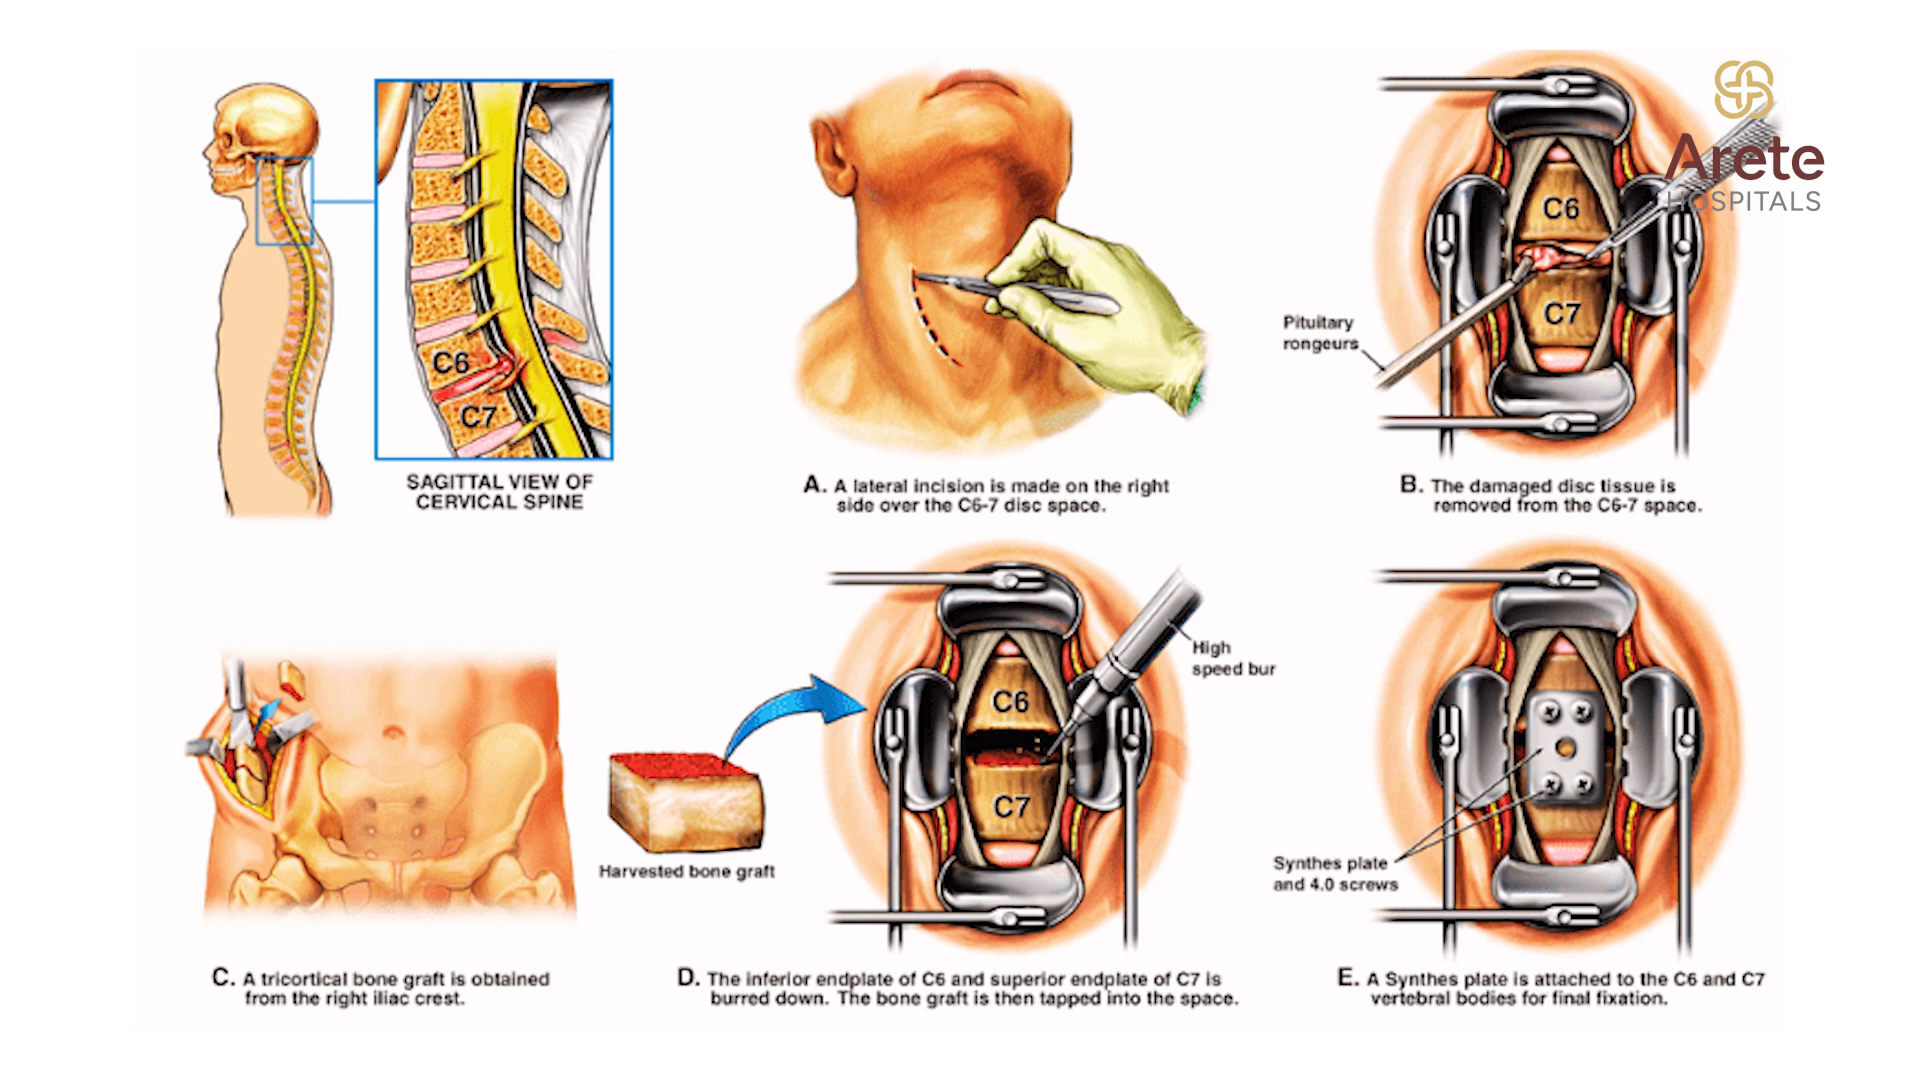 Arete
HOSPITALS
C6
C7
SAGITTAL VIEW OF
CERVICAL SPINE
A. A lateral incision is made on the right
side over the C6-7 disc space.
C6
C7
Pituitary
rongeurs
B. The damaged disc tissue is
removed from the C6-7 space.
C. A tricortical bone graft is obtained
from the right iliac crest.
Harvested bone graft
C6
C7
High
speed bur
D. The inferior endplate of C6 and superior endplate of C7 is
burred down. The bone graft is then tapped into the space.
Synthes plate
and 4.0 screws
E. A Synthes plate is attached to the C6 and C7
vertebral bodies for final fixation.